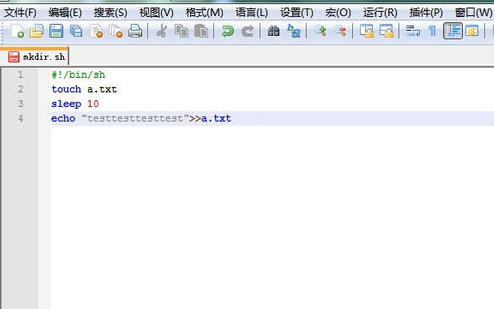 文件(F) 编辑(E) 搜索(S) 视图(V) 格式(M) 语言(L) 设置(T) 宏(O) 运行(R) 插件(P) 窗口(W)
mkdir.sh
1 #!/bin/sh
2 touch a.txt
3 sleep 10
4 echo "testtesttesttest">>a.txt